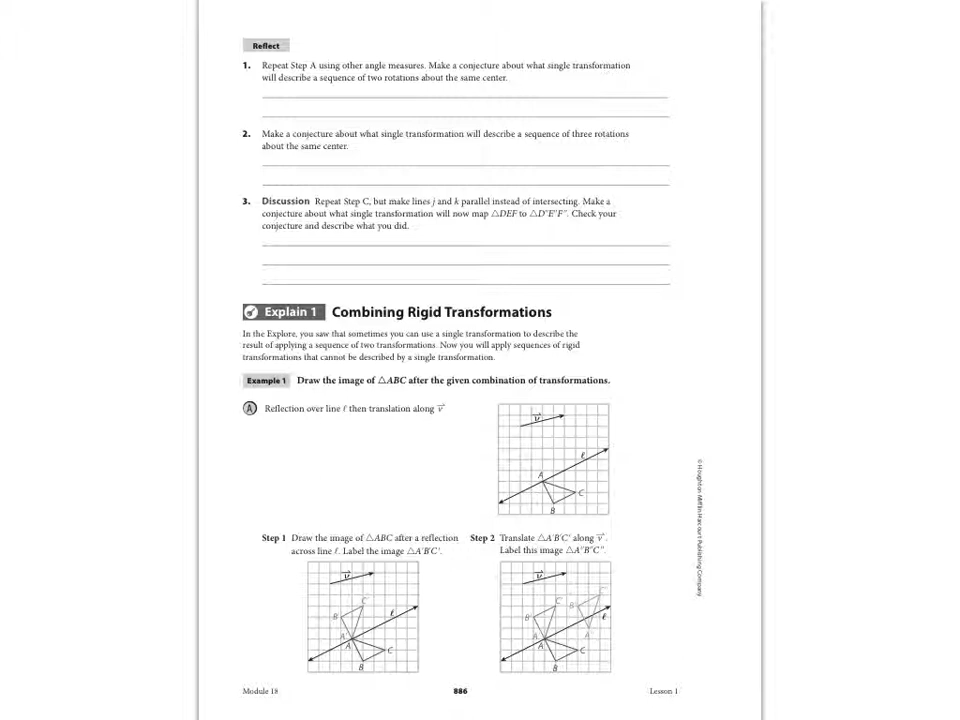 Reflect
1. Repeat Step A using other angle measures. Make a conjecture about what single transformation
will describe a sequence of two rotations about the same center.
2. Make a conjecture about what single transformation will describe a sequence of three rotations
about the same center.
3. Discussion Repeat Step C, but make lines j and k parallel instead of intersecting. Make a
conjecture about what single transformation will now map △DEF to △D″E″F″. Check your
conjecture and describe what you did.
Explain 1 Combining Rigid Transformations
In the Explore, you saw that sometimes you can use a single transformation to describe the
result of applying a sequence of two transformations. Now you will apply sequences of rigid
transformations that cannot be described by a single transformation.
Example 1 Draw the image of △ABC after the given combination of transformations.
A Reflection over line ℓ then translation along v⃗
v⃗
ℓ
A
C
B
Step 1 Draw the image of △ABC after a reflection
across line ℓ. Label the image △A′B′C′.
v⃗
C′
B′
ℓ
A′
A
C
B
Step 2 Translate △A′B′C′ along v⃗.
Label this image △A″B″C″.
v⃗
C″
C′
B″
B′
ℓ
A″
A′
A
C
B
© Houghton Mifflin Harcourt Publishing Company
Module 18
886
Lesson 1